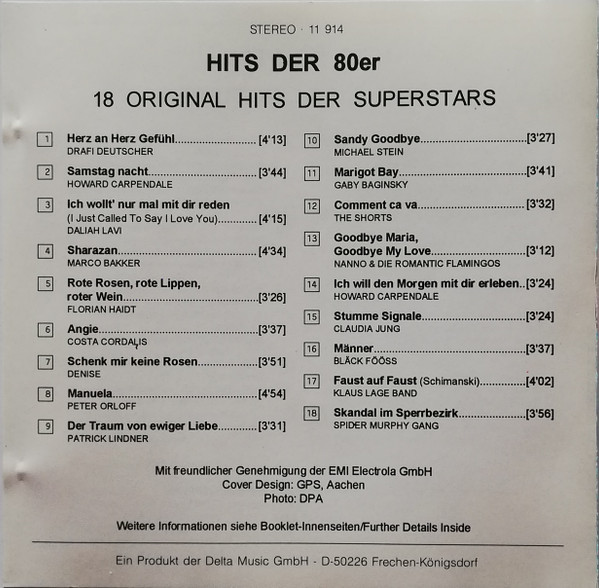 STEREO · 11 914
HITS DER 80er
18 ORIGINAL HITS DER SUPERSTARS
1 Herz an Herz Gefühl.........................[4'13]
DRAFI DEUTSCHER
2 Samstag nacht................................[3'44]
HOWARD CARPENDALE
3 Ich wollt' nur mal mit dir reden
(I Just Called To Say I Love You)............[4'15]
DALIAH LAVI
4 Sharazan........................................[4'34]
MARCO BAKKER
5 Rote Rosen, rote Lippen,
roter Wein.......................................[3'26]
FLORIAN HAIDT
6 Angie..............................................[3'37]
COSTA CORDALIS
7 Schenk mir keine Rosen..................[3'51]
DENISE
8 Manuela..........................................[4'54]
PETER ORLOFF
9 Der Traum von ewiger Liebe............[3'31]
PATRICK LINDNER
10 Sandy Goodbye................................[3'27]
MICHAEL STEIN
11 Marigot Bay......................................[3'41]
GABY BAGINSKY
12 Comment ca va................................[3'32]
THE SHORTS
13 Goodbye Maria,
Goodbye My Love.............................[3'12]
NANNO & DIE ROMANTIC FLAMINGOS
14 Ich will den Morgen mit dir erleben..[3'24]
HOWARD CARPENDALE
15 Stumme Signale...............................[3'24]
CLAUDIA JUNG
16 Männer............................................[3'37]
BLÄCK FÖÖSS
17 Faust auf Faust (Schimanski)............[4'02]
KLAUS LAGE BAND
18 Skandal im Sperrbezirk....................[3'56]
SPIDER MURPHY GANG
Mit freundlicher Genehmigung der EMI Electrola GmbH
Cover Design: GPS, Aachen
Photo: DPA
Weitere Informationen siehe Booklet-Innenseiten/Further Details Inside
Ein Produkt der Delta Music GmbH - D-50226 Frechen-Königsdorf